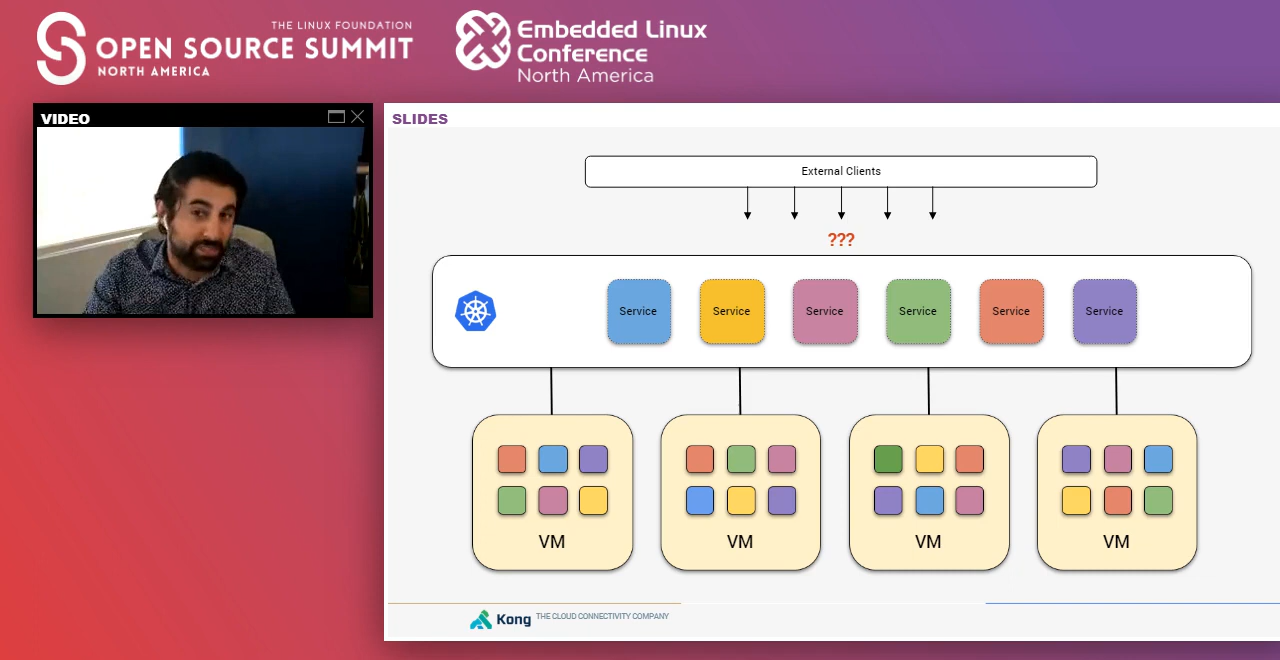 THE LINUX FOUNDATION
OPEN SOURCE SUMMIT
NORTH AMERICA
Embedded Linux
Conference
North America
VIDEO
SLIDES
External Clients
???
Service Service Service Service Service Service
VM VM VM VM
Kong THE CLOUD CONNECTIVITY COMPANY